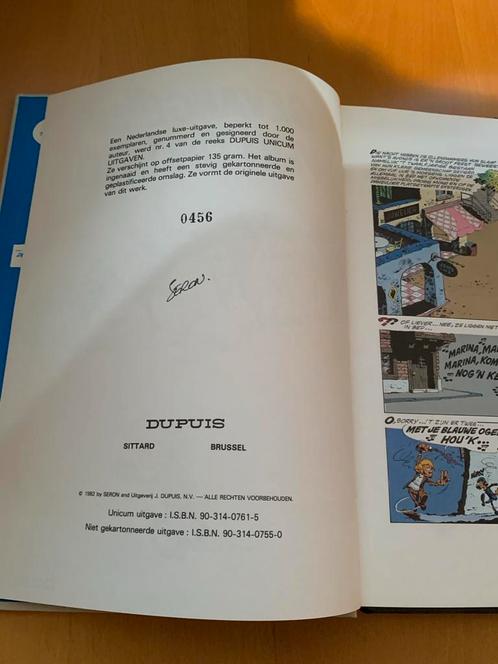 Een Nederlandse luxe-uitgave, beperkt tot 1.000
exemplaren, genummerd en gesigneerd door de
auteur, werd nr. 4 van de reeks DUPUIS UNICUM
UITGAVEN.
Ze verschijnt op offsetpapier 135 gram. Het album is
ingenaaid en heeft een stevig gekartonneerde en
geplastificeerde omslag. Ze vormt de originele uitgave
van dit werk.
0456
SERON.
DUPUIS
SITTARD BRUSSEL
© 1982 by SERON and Uitgeverij J. DUPUIS, N.V. — ALLE RECHTEN VOORBEHOUDEN.
Unicum uitgave : I.S.B.N. 90-314-0761-5
Niet gekartonneerde uitgave : I.S.B.N. 90-314-0755-0
OF LIEVER... NEE, ZE LIGGEN NIET
IN BED...
MARINA, MA
MARINA, KOM
NOG'N KE
O, SORRY...'T ZIJN ER TWEE...
MET JE BLAUWE OGE
HOU 'K